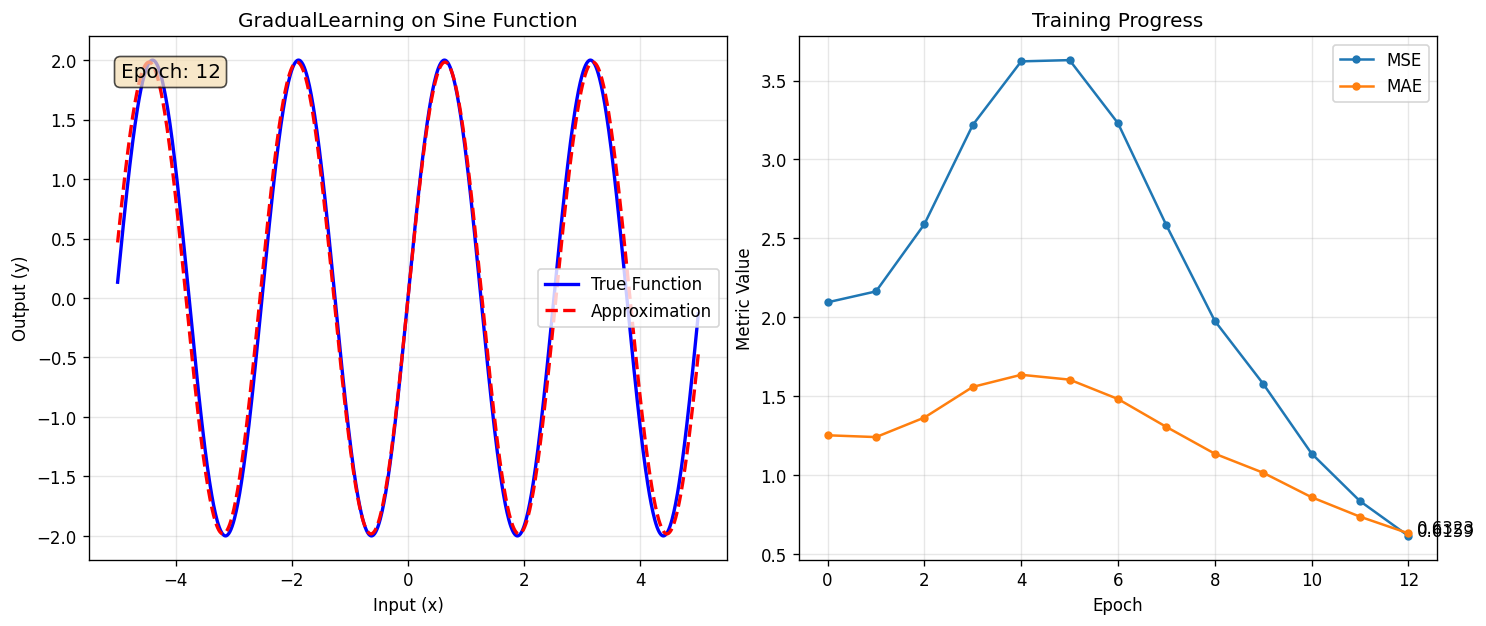 GradualLearning on Sine Function
Epoch: 12
2.0
1.5
1.0
0.5
0.0
−0.5
−1.0
−1.5
−2.0
Output (y)
True Function
Approximation
−4
−2
0
2
4
Input (x)
Training Progress
MSE
MAE
3.5
3.0
2.5
2.0
1.5
1.0
0.5
Metric Value
0
2
4
6
8
10
12
Epoch